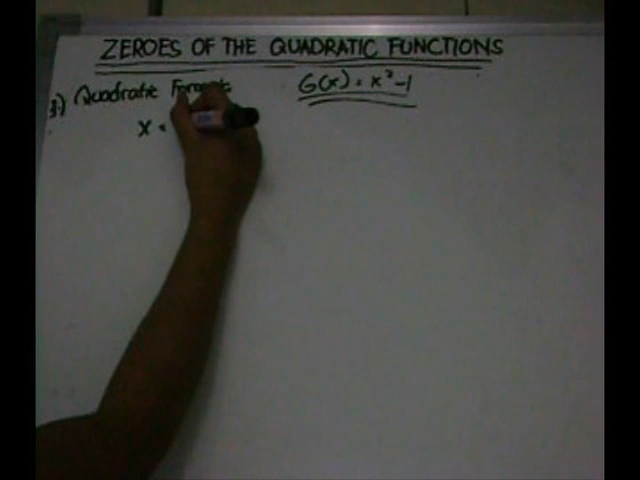 ZEROES OF THE QUADRATIC FUNCTIONS
3.) Quadratic G(x) = x² - 1
x =